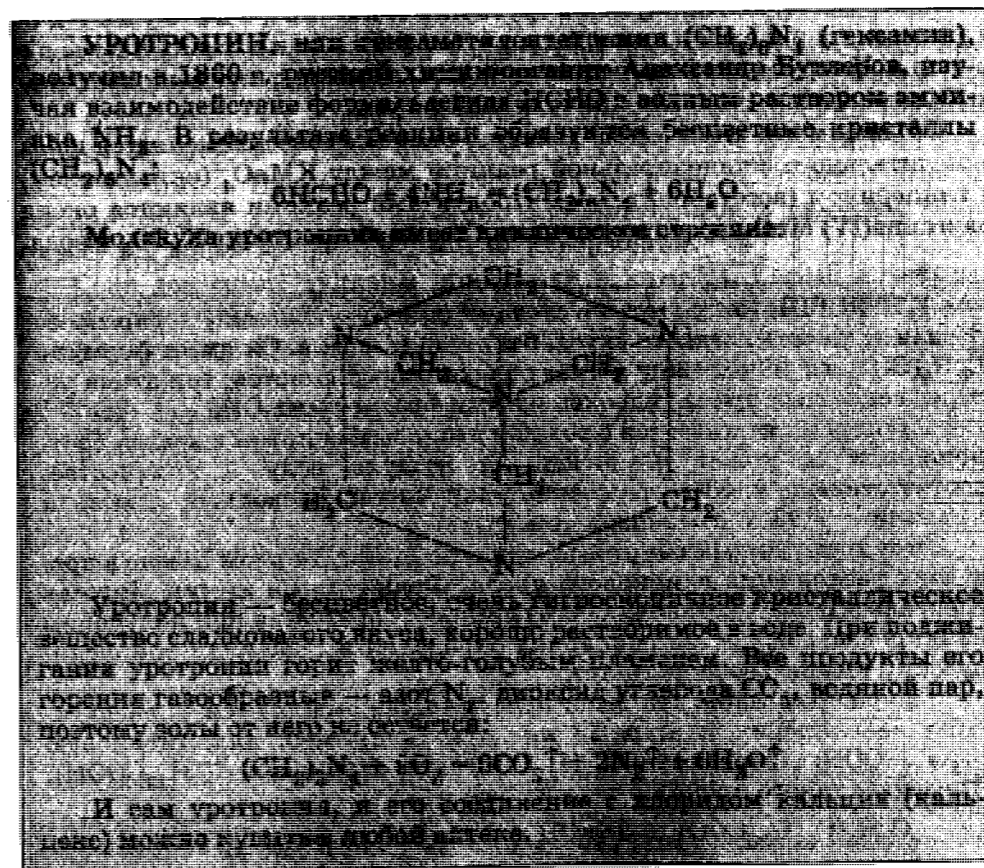 УРОТРОПИН, или гексаметилентетрамин (CH₂)₆N₄ (гексамин),
получил в 1860 г. русский химик-органик Александр Бутлеров, изу-
чая взаимодействие формальдегида HCHO с водным раствором амми-
ака NH₃. В результате реакции образуются бесцветные кристаллы
(CH₂)₆N₄:
6HCHO + 4NH₃ = (CH₂)₆N₄ + 6H₂O
Молекула уротропина имеет циклическое строение:
CH₂
N N
CH₂ CH₂
N
CH₂
H₂C CH₂
N
Уротропин — бесцветное, очень гигроскопичное кристаллическое
вещество сладковатого вкуса, хорошо растворимое в воде. При поджи-
гании уротропин горит желто-голубым пламенем. Все продукты его
горения газообразные — азот N₂, диоксид углерода CO₂, водяной пар,
поэтому золы от него не остается:
(CH₂)₆N₄ + 9O₂ = 6CO₂↑ + 2N₂↑ + 6H₂O↑
И сам уротропин, и его соединение с хлоридом кальция (каль-
цекс) можно купить в любой аптеке.